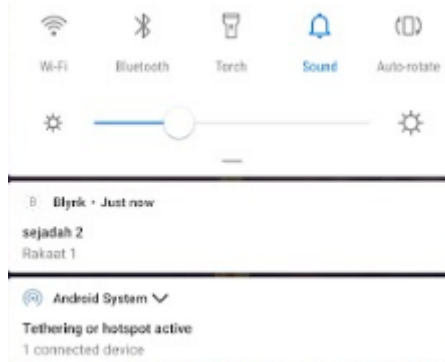 Wi-Fi Bluetooth Torch Sound Auto-rotate
B Blynk • Just now
sejadah 2
Rakaat 1
Android System
Tethering or hotspot active
1 connected device